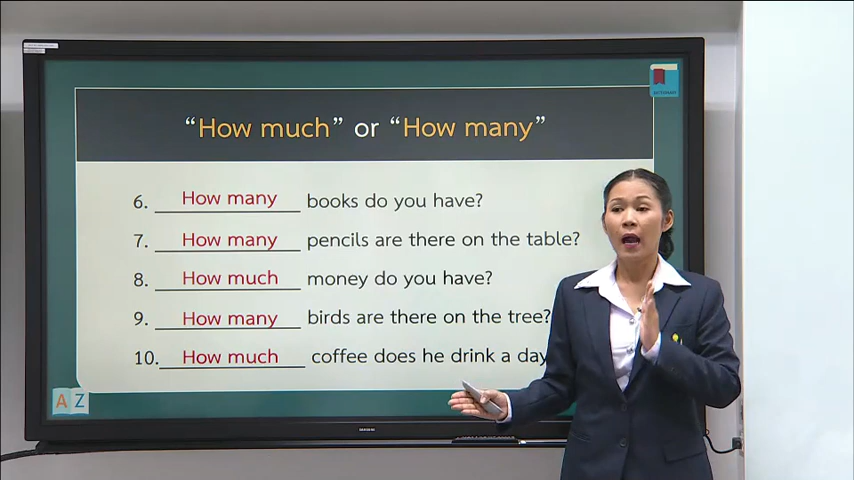 DICTIONARY
"How much" or "How many"
6. How many books do you have?
7. How many pencils are there on the table?
8. How much money do you have?
9. How many birds are there on the tree?
10. How much coffee does he drink a day
A Z